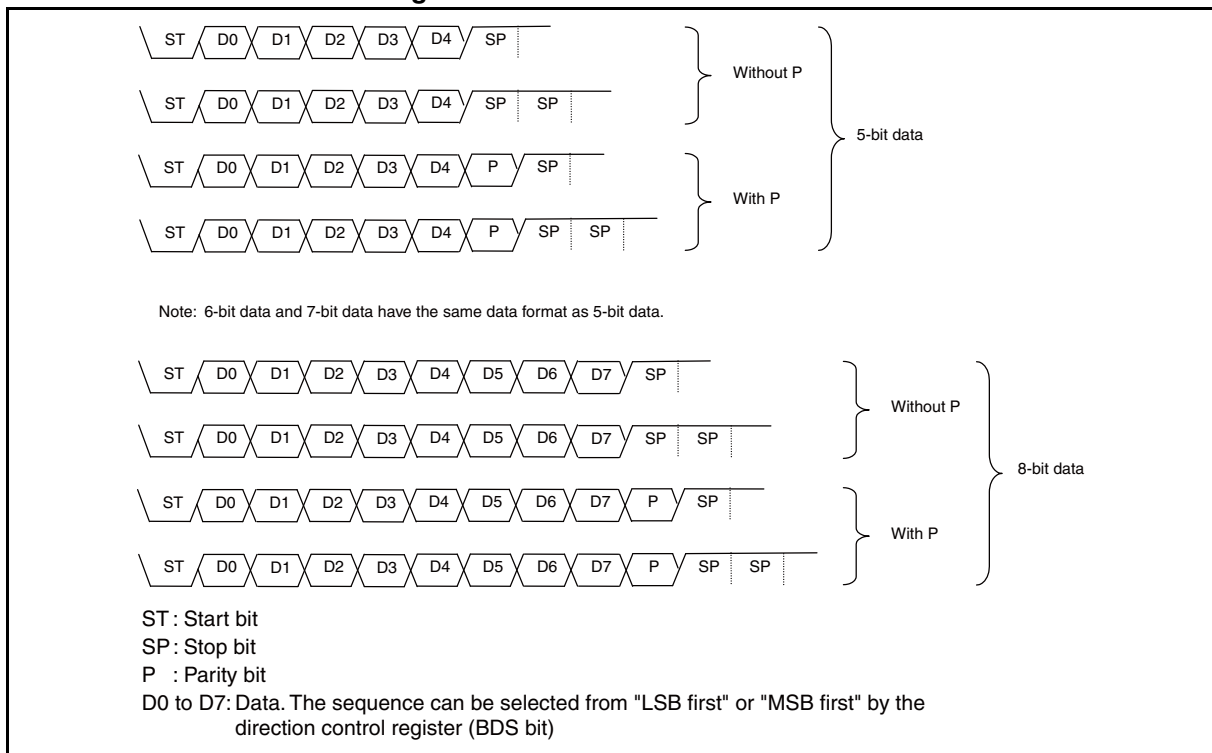 ST D0 D1 D2 D3 D4 SP
Without P
ST D0 D1 D2 D3 D4 SP SP
5-bit data
ST D0 D1 D2 D3 D4 P SP
With P
ST D0 D1 D2 D3 D4 P SP SP
Note: 6-bit data and 7-bit data have the same data format as 5-bit data.
ST D0 D1 D2 D3 D4 D5 D6 D7 SP
Without P
ST D0 D1 D2 D3 D4 D5 D6 D7 SP SP
8-bit data
ST D0 D1 D2 D3 D4 D5 D6 D7 P SP
With P
ST D0 D1 D2 D3 D4 D5 D6 D7 P SP SP
ST : Start bit
SP : Stop bit
P : Parity bit
D0 to D7: Data. The sequence can be selected from "LSB first" or "MSB first" by the
direction control register (BDS bit)